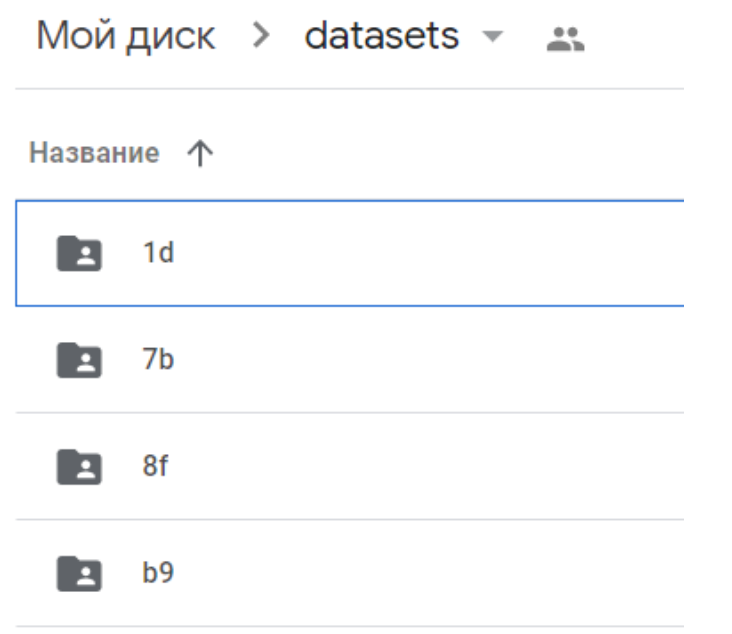 Мой диск > datasets
Название ↑
1d
7b
8f
b9